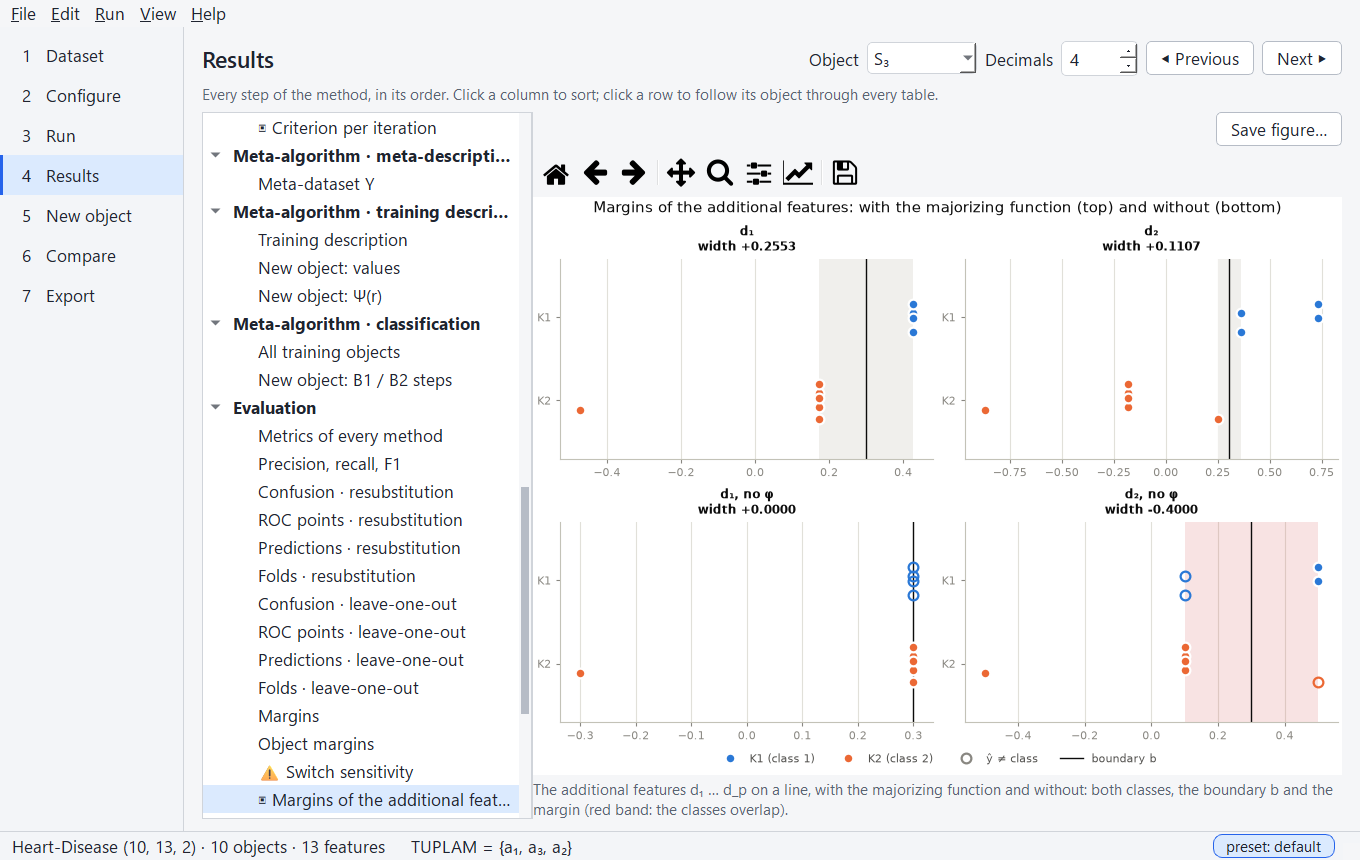 File Edit Run View Help
1 Dataset
2 Configure
3 Run
4 Results
5 New object
6 Compare
7 Export
Results
Object S₃ Decimals 4 Previous Next
Every step of the method, in its order. Click a column to sort; click a row to follow its object through every table.
Criterion per iteration
Meta-algorithm · meta-descripti...
Meta-dataset Y
Meta-algorithm · training descri...
Training description
New object: values
New object: Ψ(r)
Meta-algorithm · classification
All training objects
New object: B1 / B2 steps
Evaluation
Metrics of every method
Precision, recall, F1
Confusion · resubstitution
ROC points · resubstitution
Predictions · resubstitution
Folds · resubstitution
Confusion · leave-one-out
ROC points · leave-one-out
Predictions · leave-one-out
Folds · leave-one-out
Margins
Object margins
Switch sensitivity
Margins of the additional feat...
Save figure...
Margins of the additional features: with the majorizing function (top) and without (bottom)
d₁
width +0.2553
K1
K2
−0.4 −0.2 0.0 0.2 0.4
d₂
width +0.1107
K1
K2
−0.75 −0.50 −0.25 0.00 0.25 0.50 0.75
d₁, no φ
width +0.0000
K1
K2
−0.3 −0.2 −0.1 0.0 0.1 0.2 0.3
d₂, no φ
width -0.4000
K1
K2
−0.4 −0.2 0.0 0.2 0.4
K1 (class 1) K2 (class 2) ŷ ≠ class boundary b
The additional features d₁ ... d_p on a line, with the majorizing function and without: both classes, the boundary b and the
margin (red band: the classes overlap).
Heart-Disease (10, 13, 2) · 10 objects · 13 features TUPLAM = {a₁, a₃, a₂}
preset: default